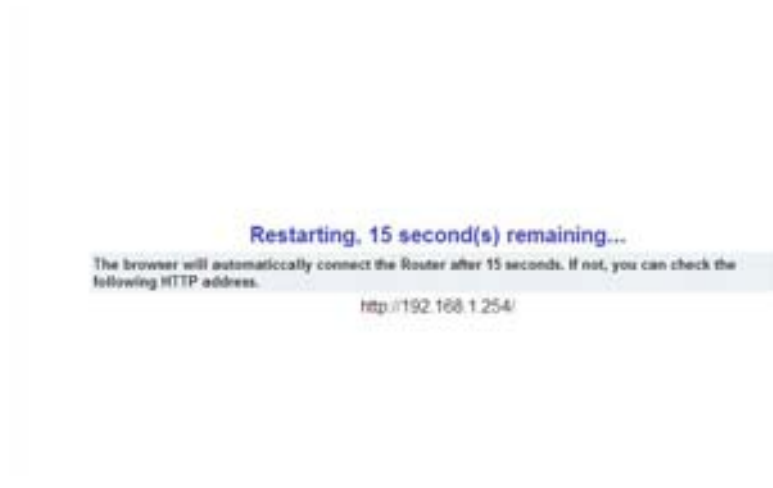 Restarting, 15 second(s) remaining...
The browser will automaticcally connect the Router after 15 seconds. If not, you can check the
following HTTP address.
http://192.168.1.254/